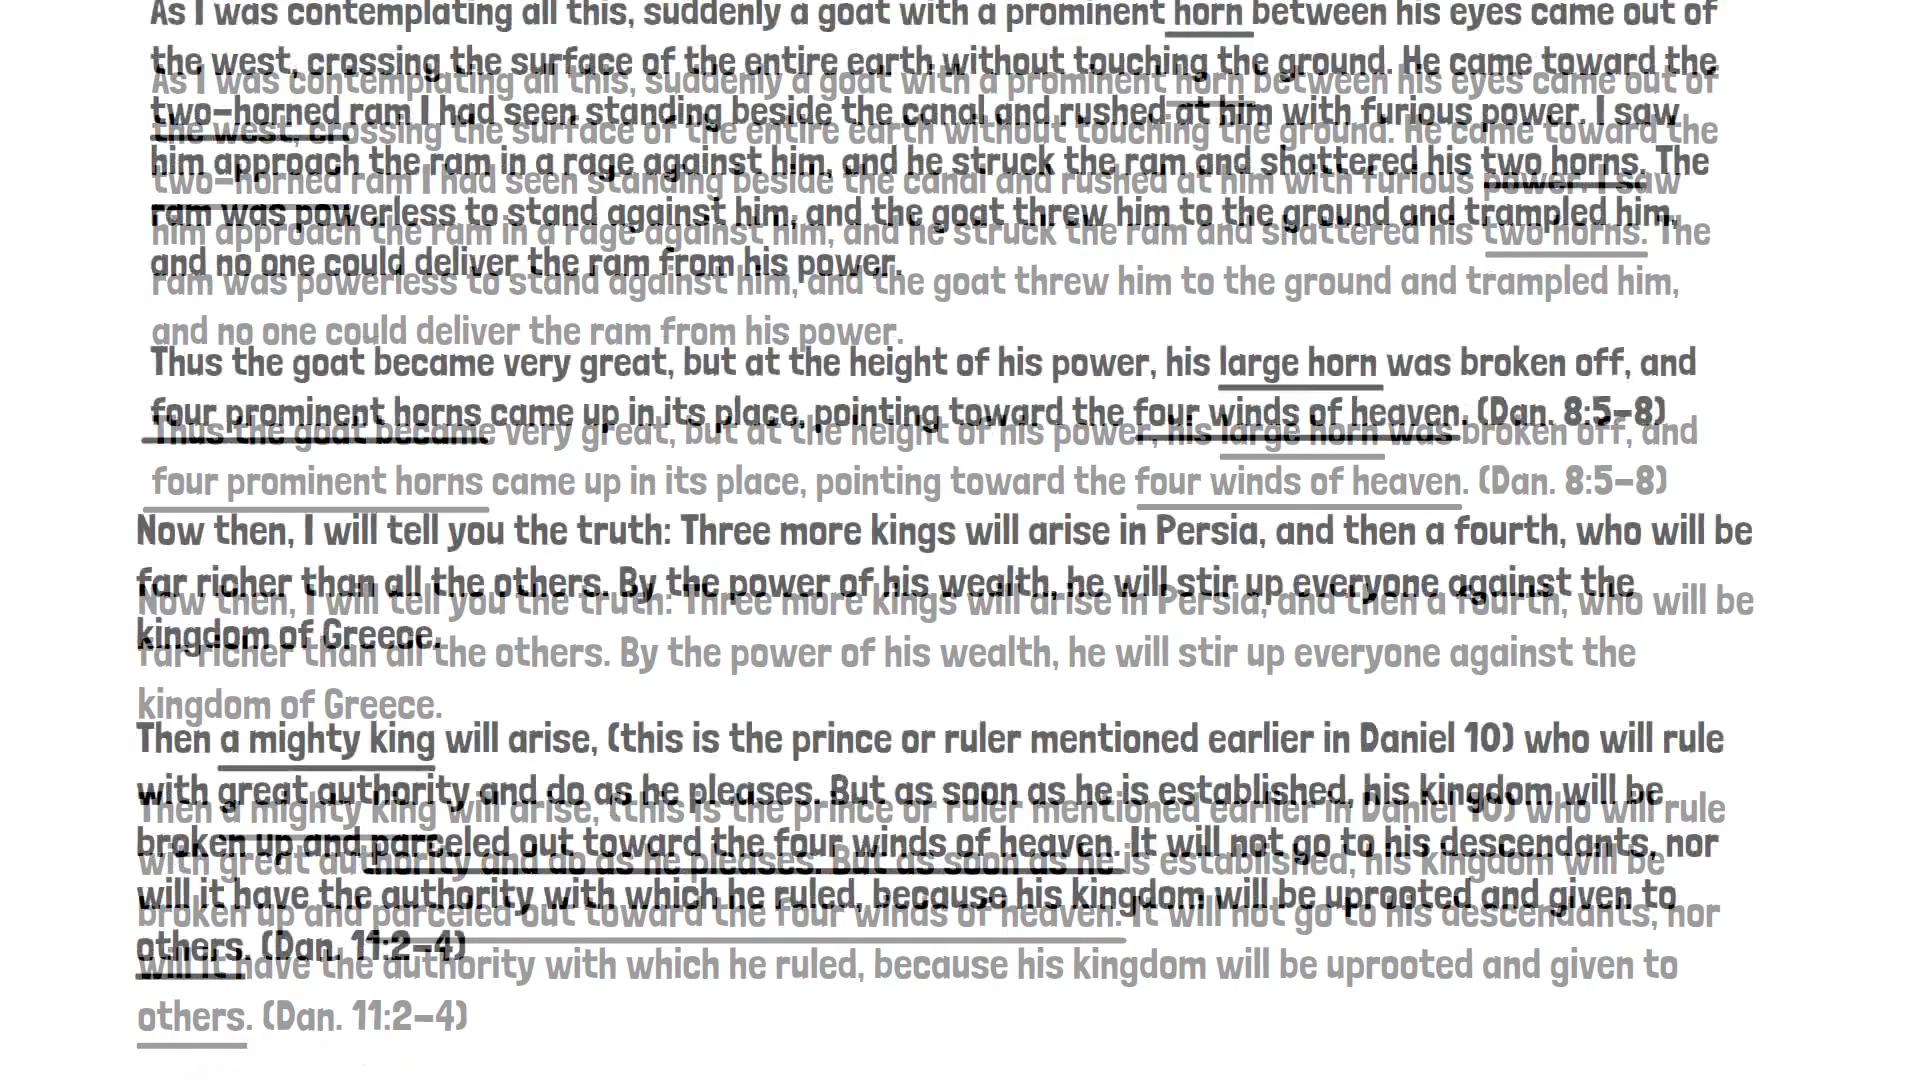 As I was contemplating all this, suddenly a goat with a prominent horn between his eyes came out of
the west, crossing the surface of the entire earth without touching the ground. He came toward the
two-horned ram I had seen standing beside the canal and rushed at him with furious power. I saw
him approach the ram in a rage against him, and he struck the ram and shattered his two horns. The
ram was powerless to stand against him, and the goat threw him to the ground and trampled him,
and no one could deliver the ram from his power.
Thus the goat became very great, but at the height of his power, his large horn was broken off, and
four prominent horns came up in its place, pointing toward the four winds of heaven. (Dan. 8:5–8)
Now then, I will tell you the truth: Three more kings will arise in Persia, and then a fourth, who will be
far richer than all the others. By the power of his wealth, he will stir up everyone against the
kingdom of Greece.
Then a mighty king will arise, (this is the prince or ruler mentioned earlier in Daniel 10) who will rule
with great authority and do as he pleases. But as soon as he is established, his kingdom will be
broken up and parceled out toward the four winds of heaven. It will not go to his descendants, nor
will it have the authority with which he ruled, because his kingdom will be uprooted and given to
others. (Dan. 11:2–4)